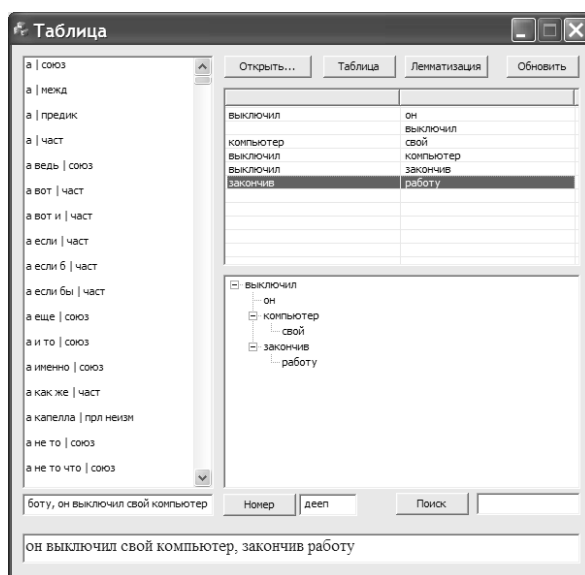 Таблица
а | союз
а | межд
а | предик
а | част
а ведь | союз
а вот | част
а вот и | част
а если | част
а если б | част
а если бы | част
а еще | союз
а и то | союз
а именно | союз
а как же | част
а капелла | прл неизм
а не то | союз
а не то что | союз
боту, он выключил свой компьютер
Открыть... Таблица Лемматизация Обновить
выключил он
выключил
компьютер свой
выключил компьютер
выключил закончив
закончив работу
выключил
он
компьютер
свой
закончив
работу
Номер дееп Поиск
он выключил свой компьютер, закончив работу